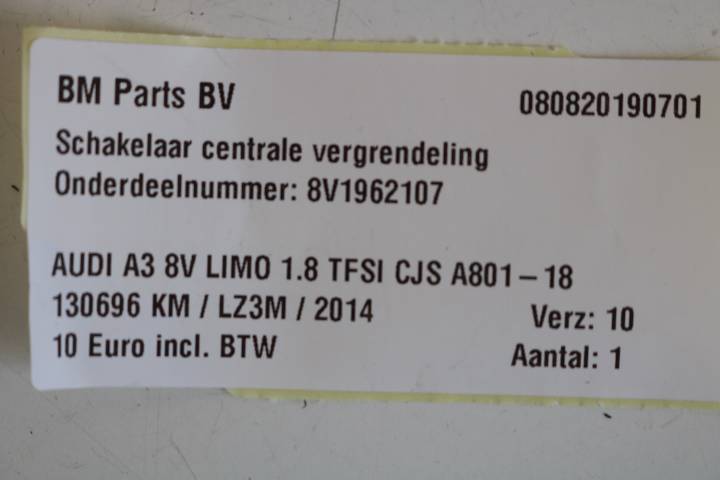 BM Parts BV 080820190701
Schakelaar centrale vergrendeling
Onderdeelnummer: 8V1962107
AUDI A3 8V LIMO 1.8 TFSI CJS A801-18
130696 KM / LZ3M / 2014 Verz: 10
10 Euro incl. BTW Aantal: 1